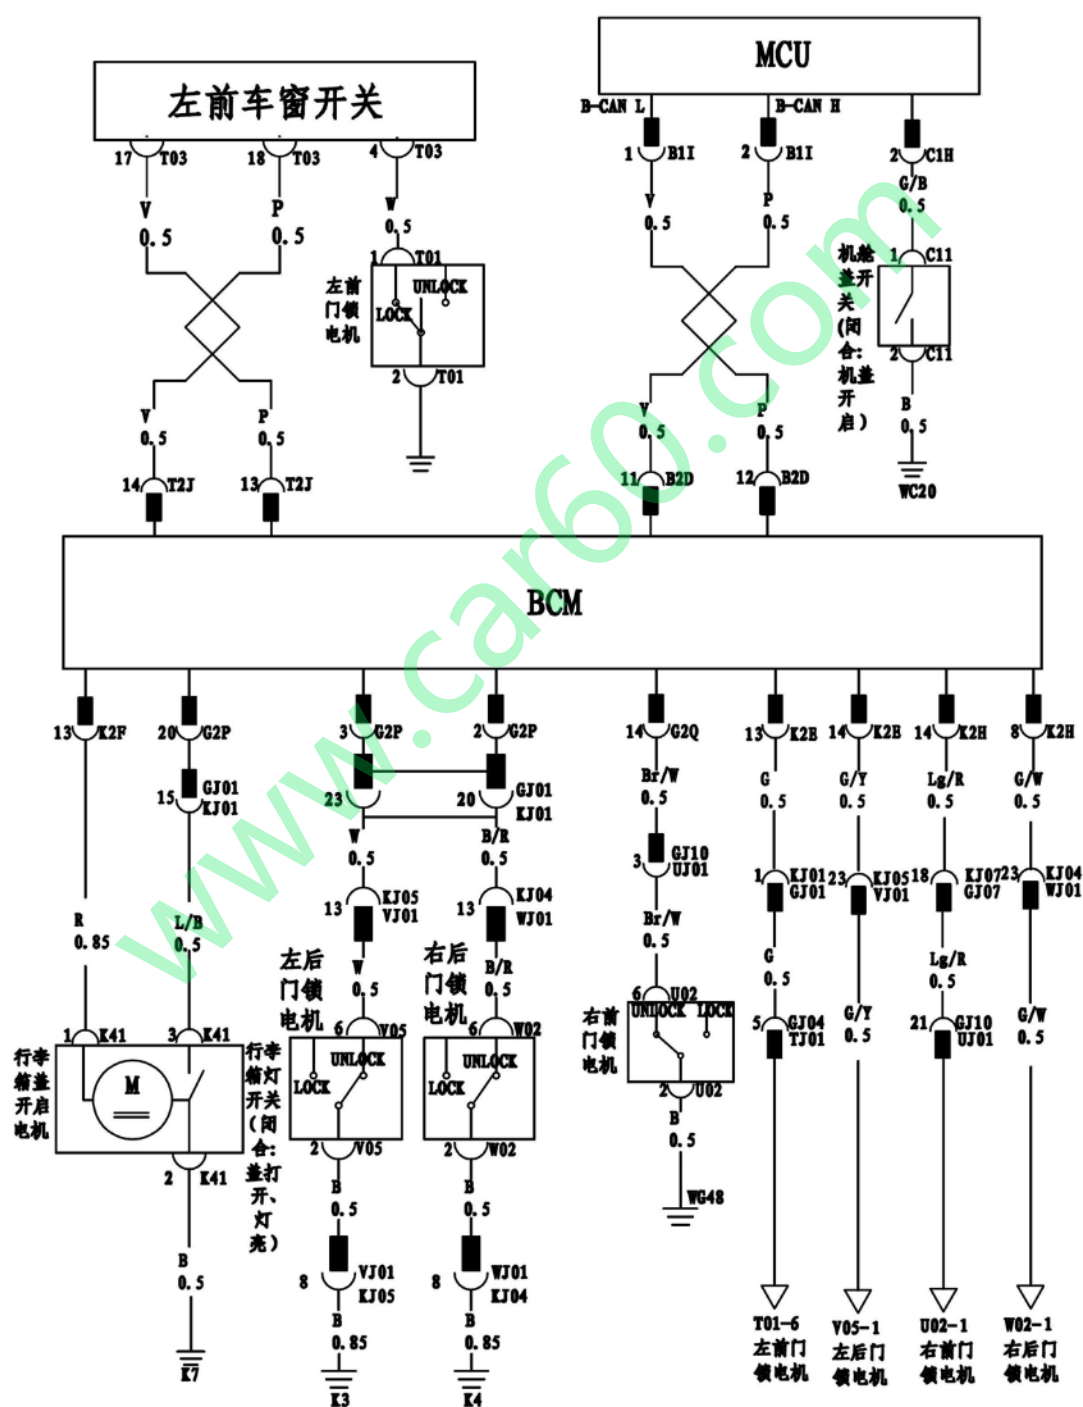 MCU
左前车窗开关
B-CAN L
B-CAN H
17 T03
18 T03
4 T03
1 B1I
2 B1I
2 C1H
V
0.5
P
0.5
W
0.5
V
0.5
P
0.5
G/B
0.5
1 T01
左前
门锁
电机
UNLOCK
LOCK
2 T01
机舱
盖开
关
(闭
合:
机盖
开
启)
1 C11
2 C11
B
0.5
WC20
V
0.5
P
0.5
V
0.5
P
0.5
14 T2J
13 T2J
11 B2D
12 B2D
BCM
13 K2F
20 G2P
3 G2P
2 G2P
14 G2Q
13 K2E
14 K2E
14 K2H
8 K2H
15 GJ01
KJ01
23
20 GJ01
KJ01
Br/W
0.5
G
0.5
G/Y
0.5
Lg/R
0.5
G/W
0.5
W
0.5
B/R
0.5
3 GJ10
UJ01
1 KJ01
GJ01
23 KJ05
VJ01
18 KJ07
GJ07
23 KJ04
WJ01
13 KJ05
VJ01
13 KJ04
WJ01
R
0.85
L/B
0.5
Br/W
0.5
左后
门锁
电机
W
0.5
右后
门锁
电机
B/R
0.5
G
0.5
Lg/R
0.5
G/Y
0.5
G/W
0.5
6 U02
5 GJ04
TJ01
21 GJ10
UJ01
右前
门锁
电机
UNLOCK LOCK
2 U02
B
0.5
WG48
1 K41
3 K41
行李
箱盖
开启
电机
M
2 K41
行李
箱灯
开关
(闭
合:
盖打
开、
灯
亮)
6 V05
LOCK
UNLOCK
2 V05
6 W02
LOCK
UNLOCK
2 W02
B
0.5
B
0.5
8 VJ01
KJ05
8 WJ01
KJ04
B
0.5
B
0.85
B
0.85
K7
K3
K4
T01-6
左前门
锁电机
V05-1
左后门
锁电机
U02-1
右前门
锁电机
W02-1
右后门
锁电机
www.car60.com